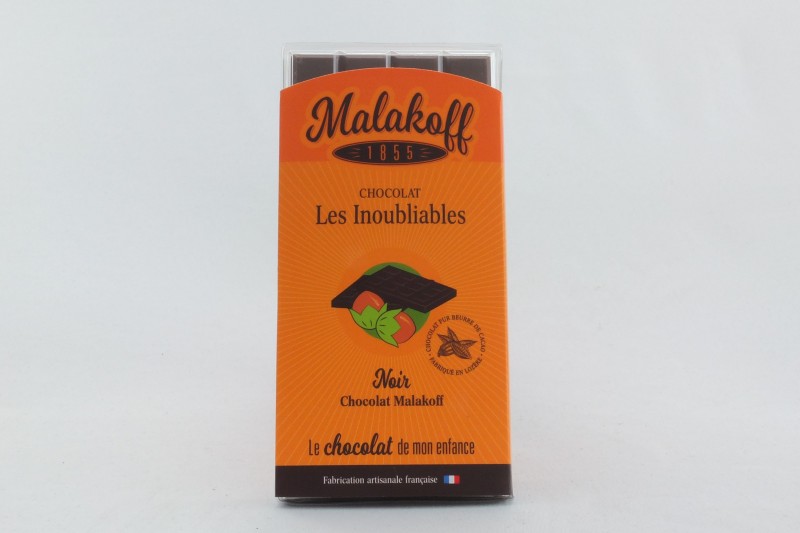 Malakoff
1855
CHOCOLAT
Les Inoubliables
CHOCOLAT PUR BEURRE DE CACAO
FABRIQUÉ EN LOZÈRE
Noir
Chocolat Malakoff
Le chocolat de mon enfance
Fabrication artisanale française